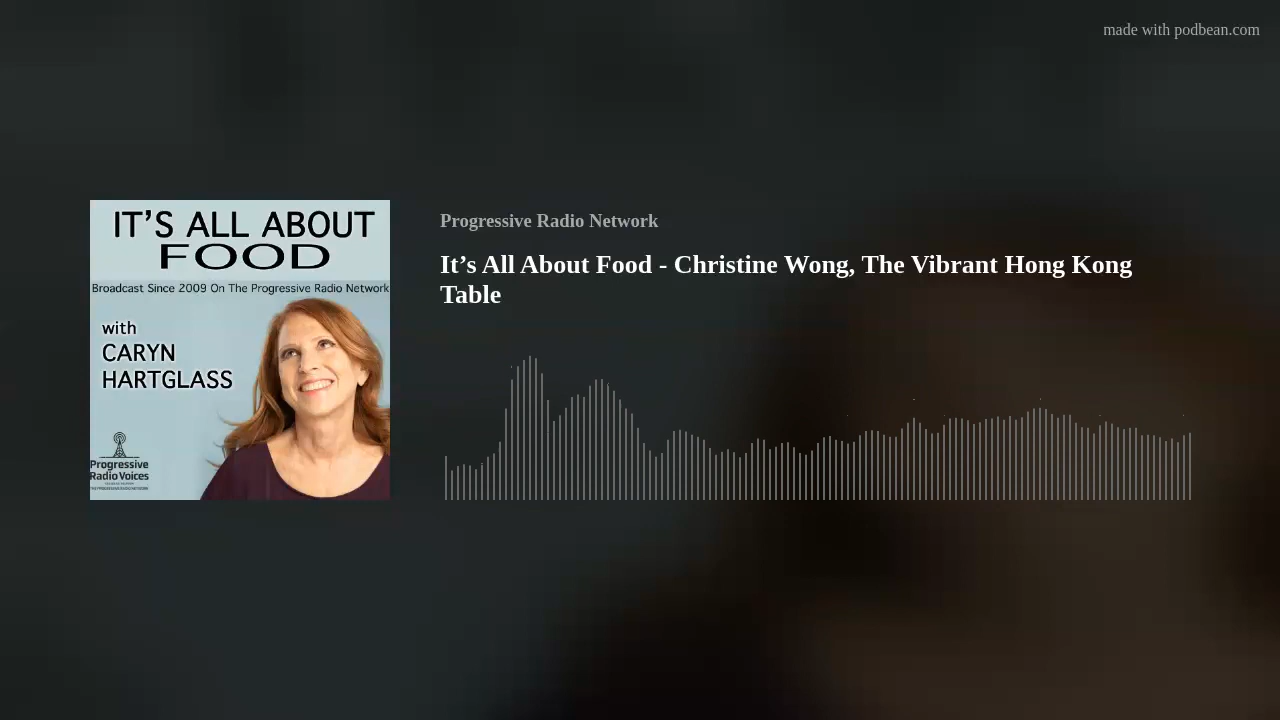 made with podbean.com
IT’S ALL ABOUT
FOOD
Broadcast Since 2009 On The Progressive Radio Network
with
CARYN
HARTGLASS
Progressive
Radio Voices
Progressive Radio Network
It’s All About Food - Christine Wong, The Vibrant Hong Kong
Table